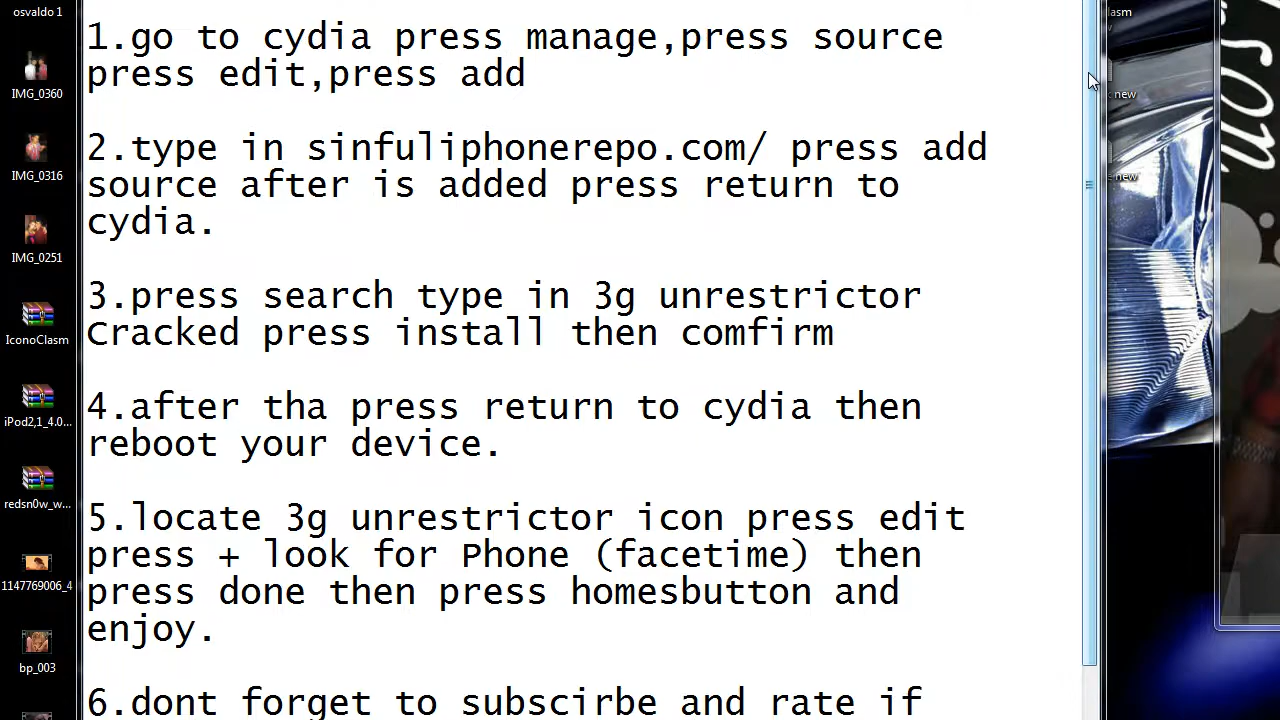 osvaldo 1
IMG_0360
IMG_0316
IMG_0251
IconoClasm
iPod2,1_4.0...
redsn0w_w...
1147769006_4
bp_003
1.go to cydia press manage,press source
press edit,press add
2.type in sinfuliphonerepo.com/ press add
source after is added press return to
cydia.
3.press search type in 3g unrestrictor
Cracked press install then comfirm
4.after tha press return to cydia then
reboot your device.
5.locate 3g unrestrictor icon press edit
press + look for Phone (facetime) then
press done then press homesbutton and
enjoy.
6.dont forget to subscirbe and rate if
lasm
new
new